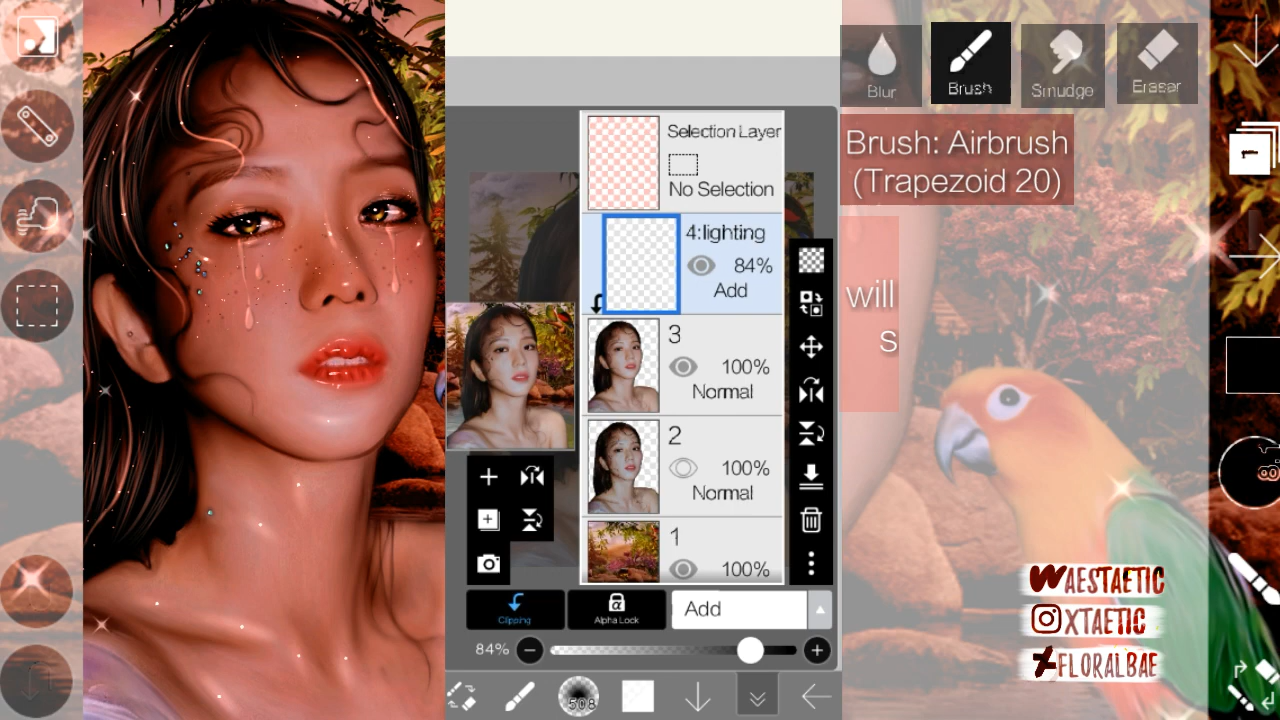 Selection Layer
No Selection
4:lighting
84%
Add
3
100%
Normal
2
100%
Normal
1
100%
Clipping
α
Alpha Lock
Add
84%
508
Blur
Brush
Smudge
Eraser
Brush: Airbrush
(Trapezoid 20)
will
s
WAESTAETIC
XTAETIC
FLORALBAE